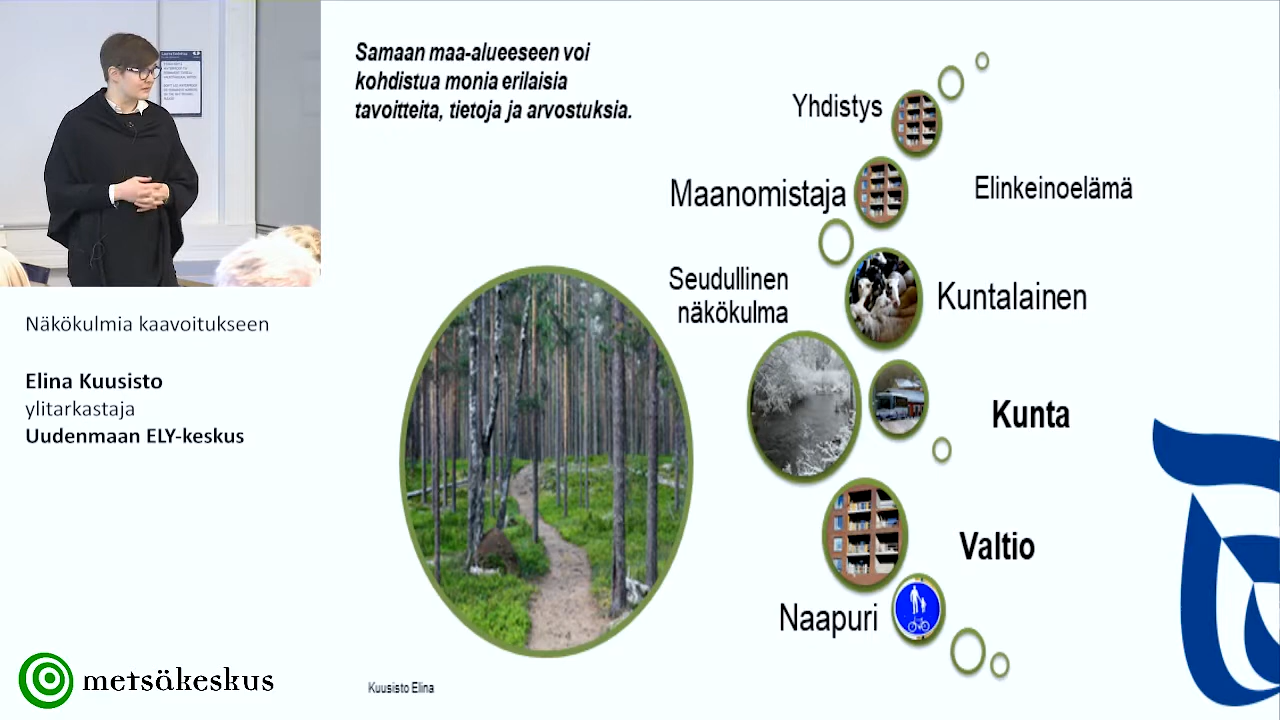 Samaan maa-alueeseen voi
kohdistua monia erilaisia
tavoitteita, tietoja ja arvostuksia.
Yhdistys
Maanomistaja
Elinkeinoelämä
Seudullinen
näkökulma
Kuntalainen
Kunta
Valtio
Naapuri
Kuusisto Elina
Näkökulmia kaavoitukseen
Elina Kuusisto
ylitarkastaja
Uudenmaan ELY-keskus
metsäkeskus